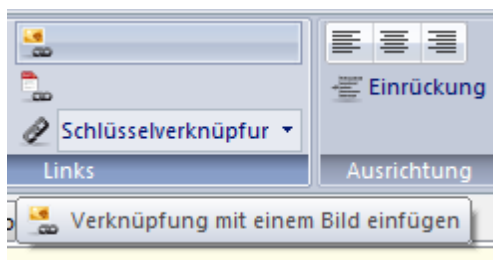 Schlüsselverknüpfur
Einrückung
Links
Ausrichtung
Verknüpfung mit einem Bild einfügen